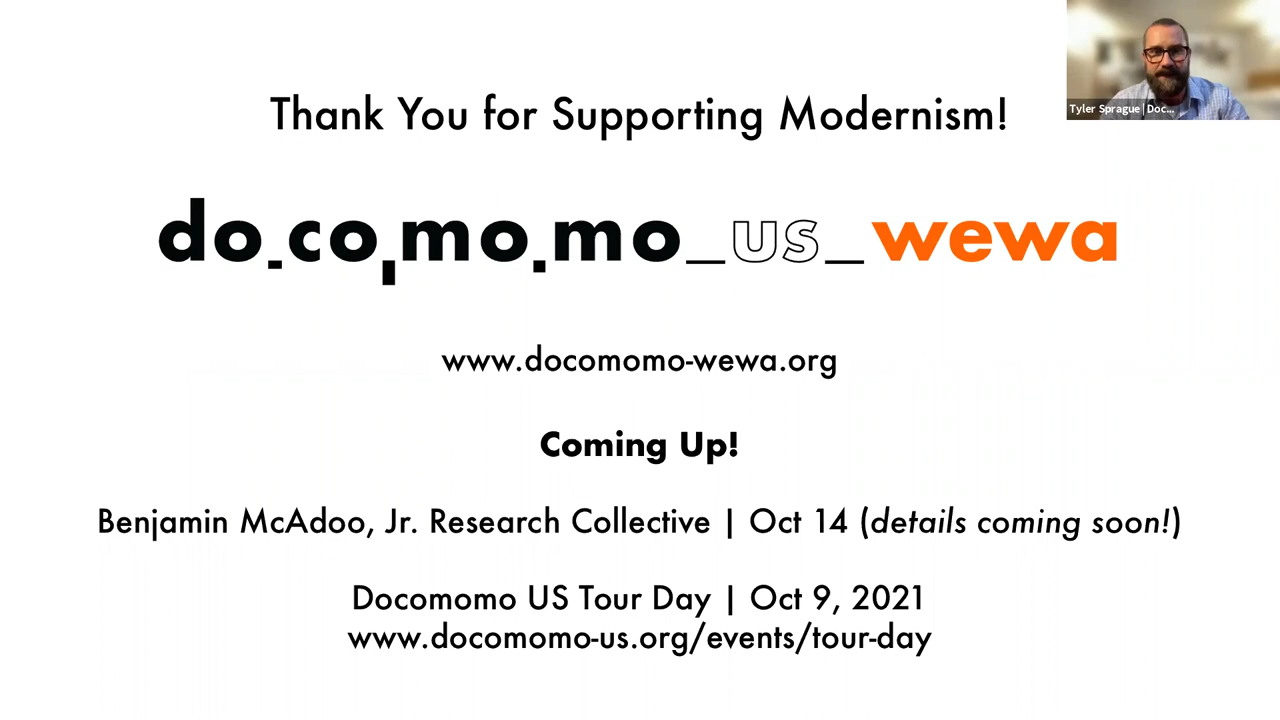 Thank You for Supporting Modernism!
Tyler Sprague | Doc...
do_co,mo.mo_us_wewa
www.docomomo-wewa.org
Coming Up!
Benjamin McAdoo, Jr. Research Collective | Oct 14 (details coming soon!)
Docomomo US Tour Day | Oct 9, 2021
www.docomomo-us.org/events/tour-day